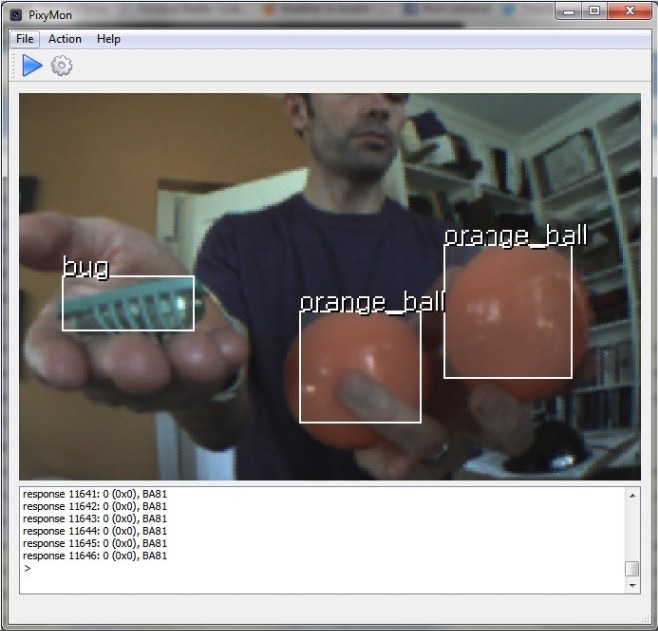 PixyMon
File Action Help
bug
orange_ball
orange_ball
response 11641: 0 (0x0), BA81
response 11642: 0 (0x0), BA81
response 11643: 0 (0x0), BA81
response 11644: 0 (0x0), BA81
response 11645: 0 (0x0), BA81
response 11646: 0 (0x0), BA81
>